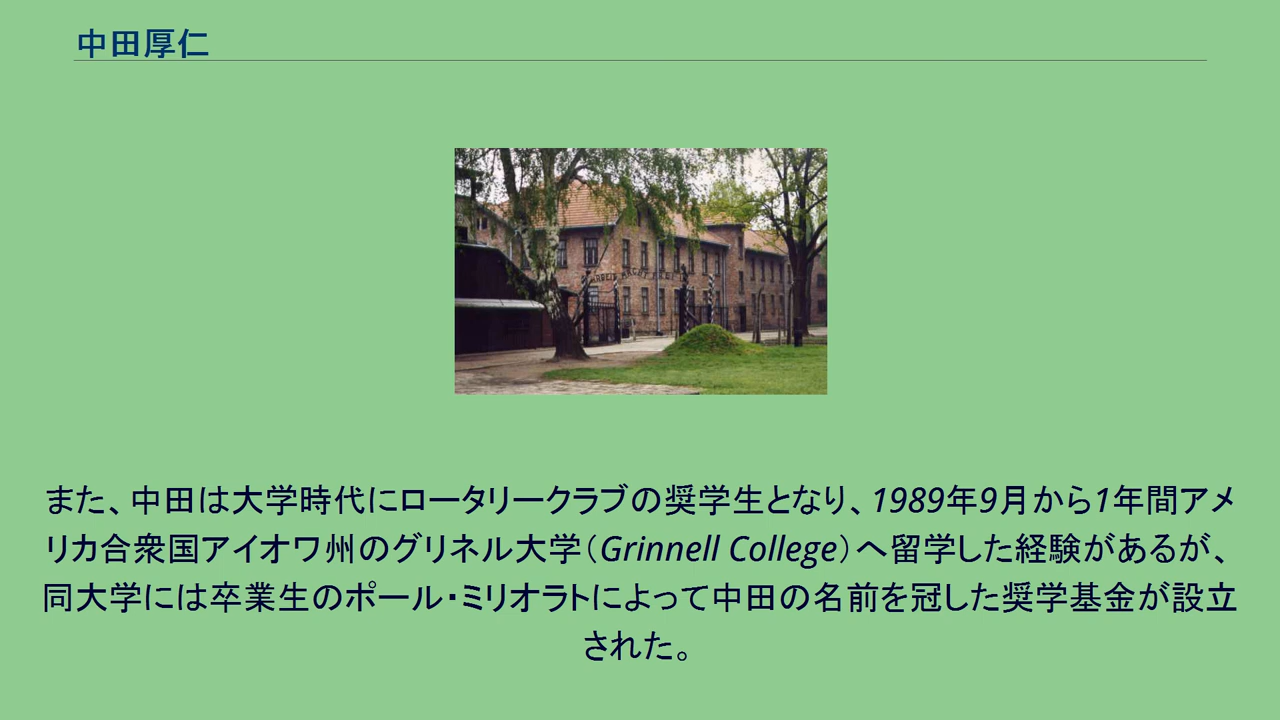 中田厚仁
ARBEIT MACHT FREI
また、中田は大学時代にロータリークラブの奨学生となり、1989年9月から1年間アメ
リカ合衆国アイオワ州のグリネル大学（Grinnell College）へ留学した経験があるが、
同大学には卒業生のポール・ミリオラトによって中田の名前を冠した奨学基金が設立
された。